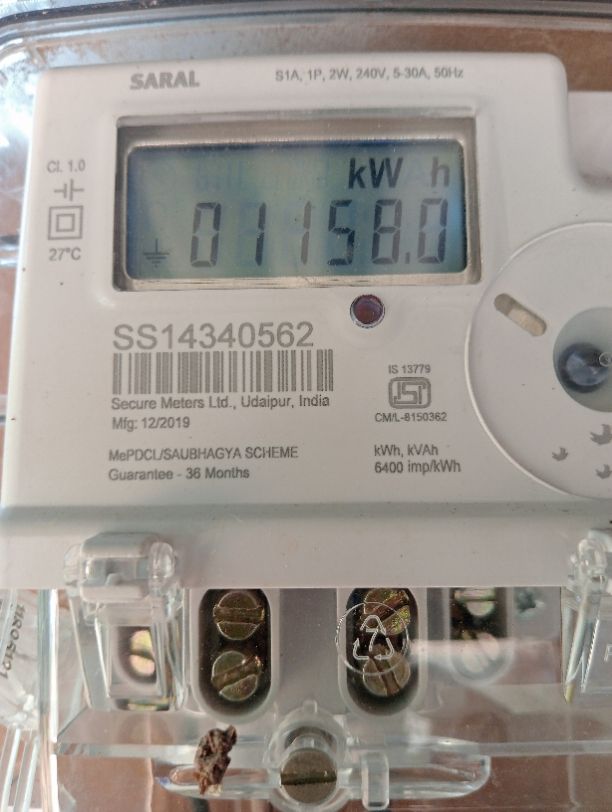 SARAL
S1A, 1P, 2W, 240V, 5-30A, 50Hz
Cl. 1.0
kW h
01158.0
27°C
SS14340562
Secure Meters Ltd., Udaipur, India
Mfg: 12/2019
IS 13779
ISI
CM/L-8150362
MePDCL/SAUBHAGYA SCHEME
Guarantee - 36 Months
kWh, kVAh
6400 imp/kWh
7